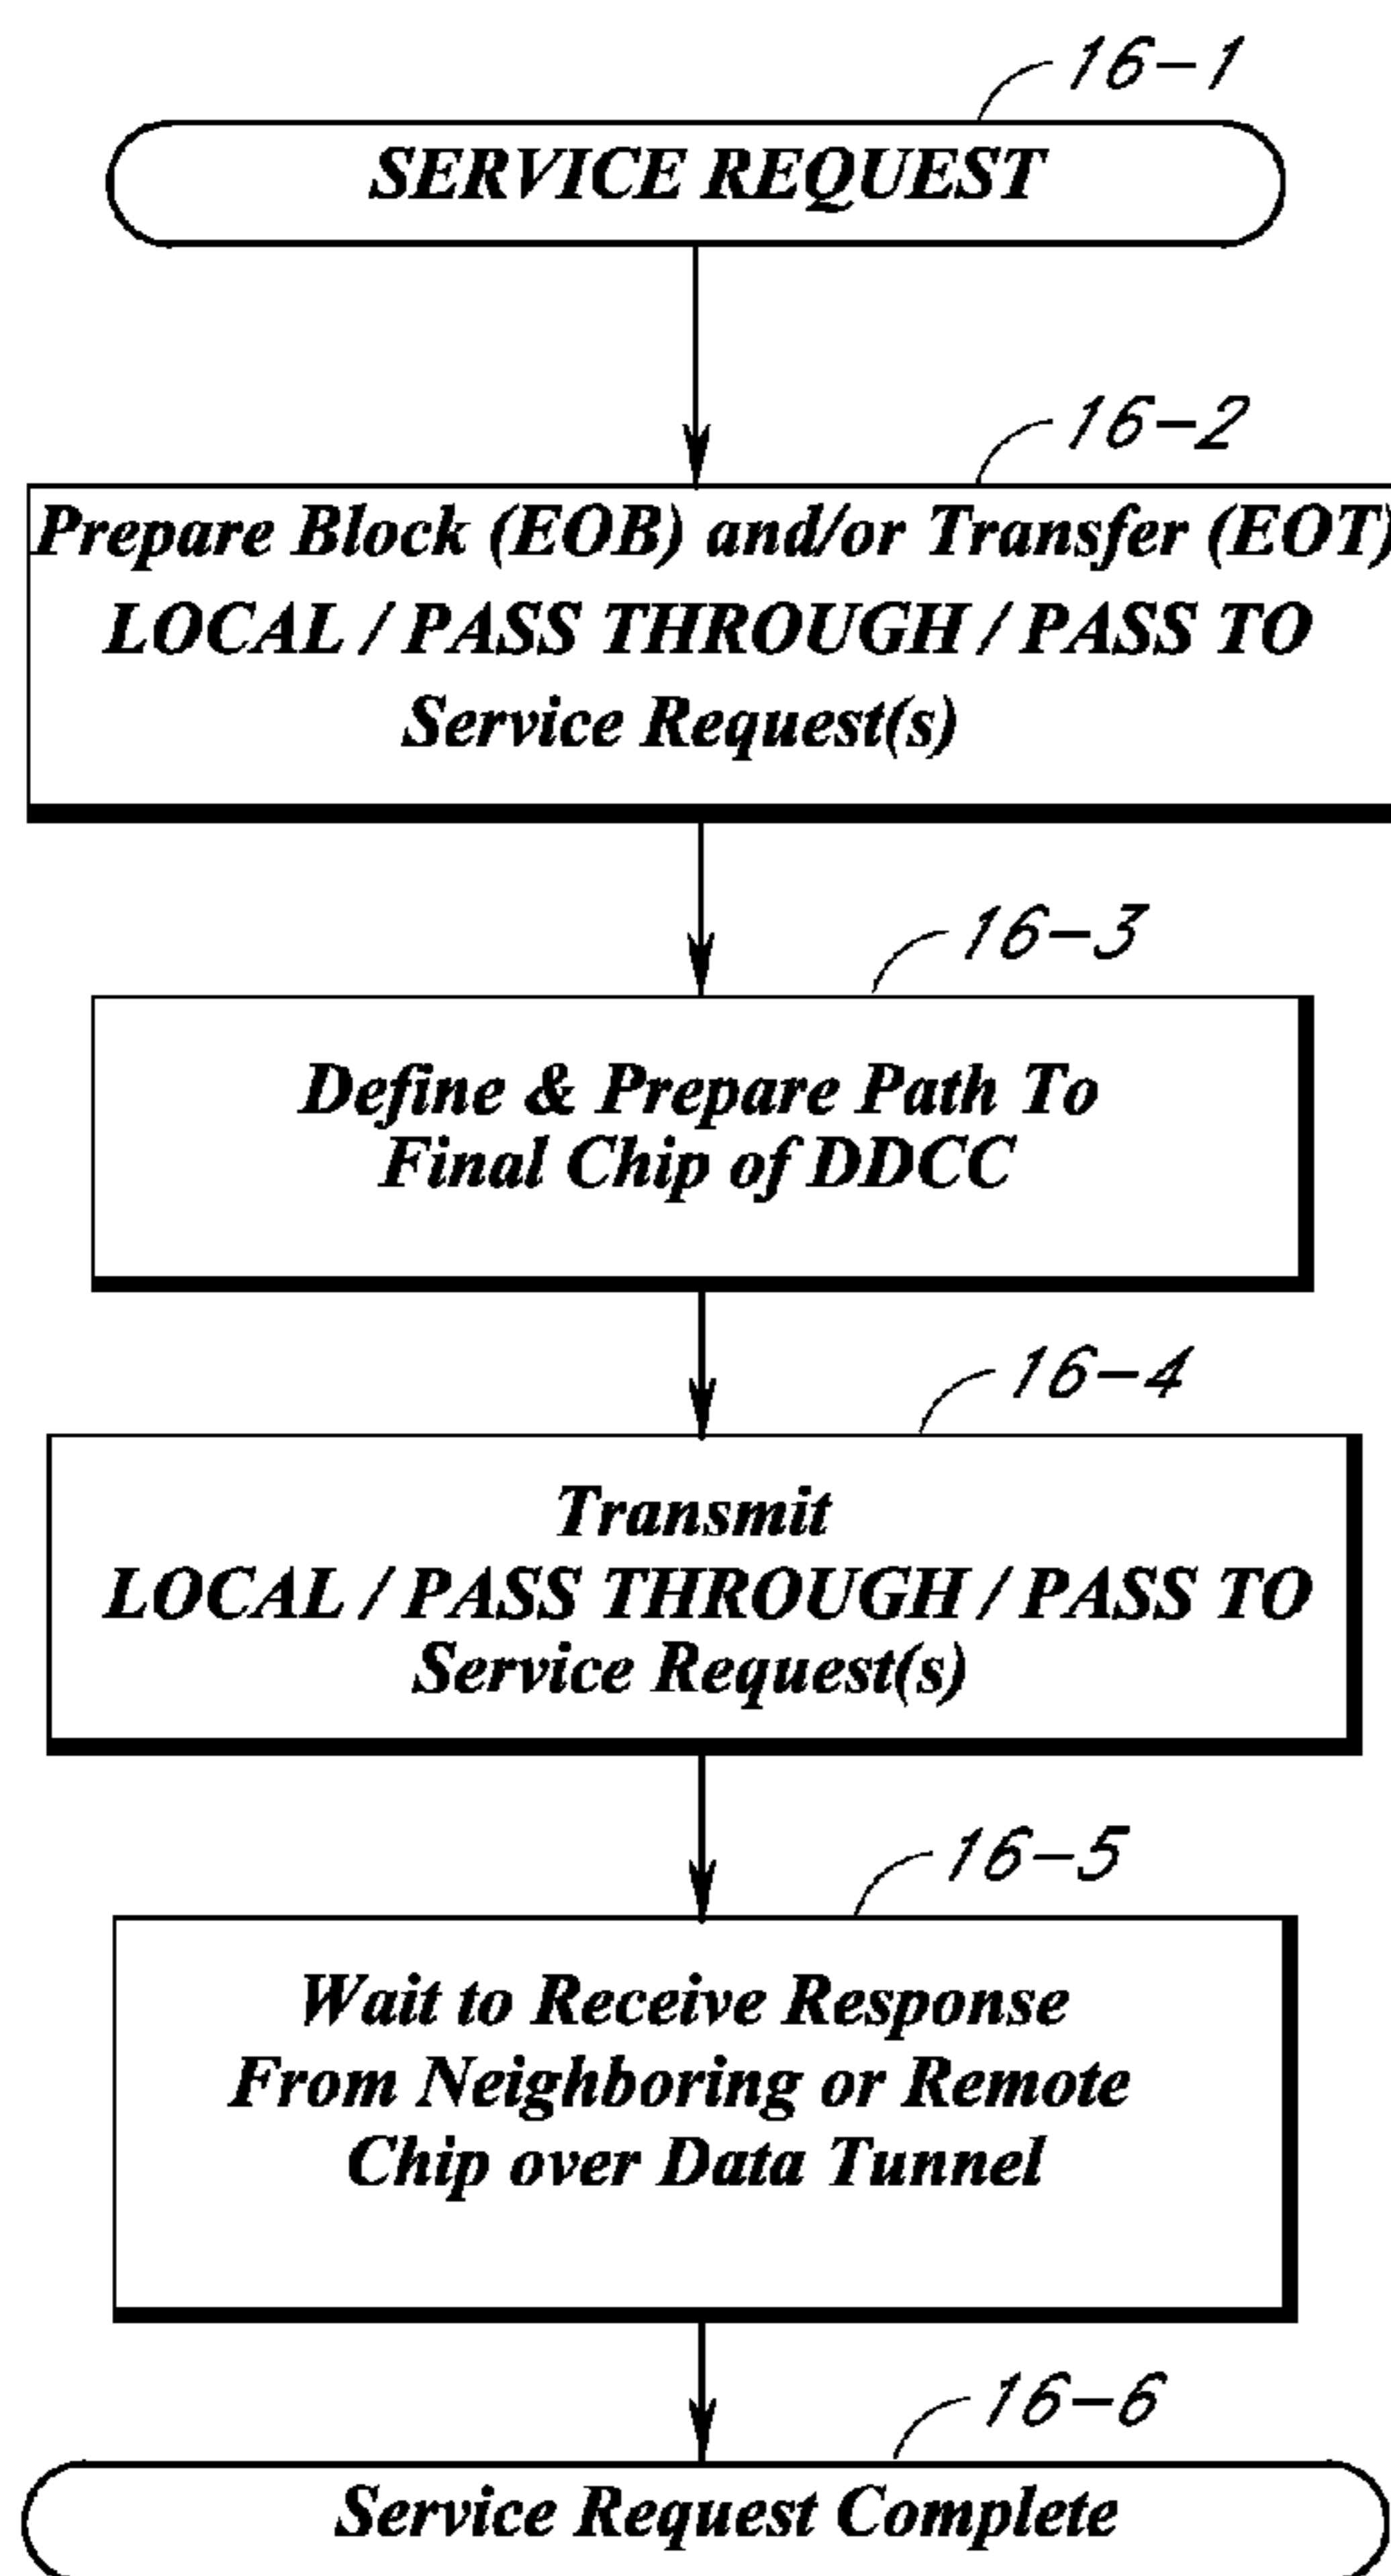 16-1
SERVICE REQUEST
16-2
Prepare Block (EOB) and/or Transfer (EOT)
LOCAL / PASS THROUGH / PASS TO
Service Request(s)
16-3
Define & Prepare Path To
Final Chip of DDCC
16-4
Transmit
LOCAL / PASS THROUGH / PASS TO
Service Request(s)
16-5
Wait to Receive Response
From Neighboring or Remote
Chip over Data Tunnel
16-6
Service Request Complete